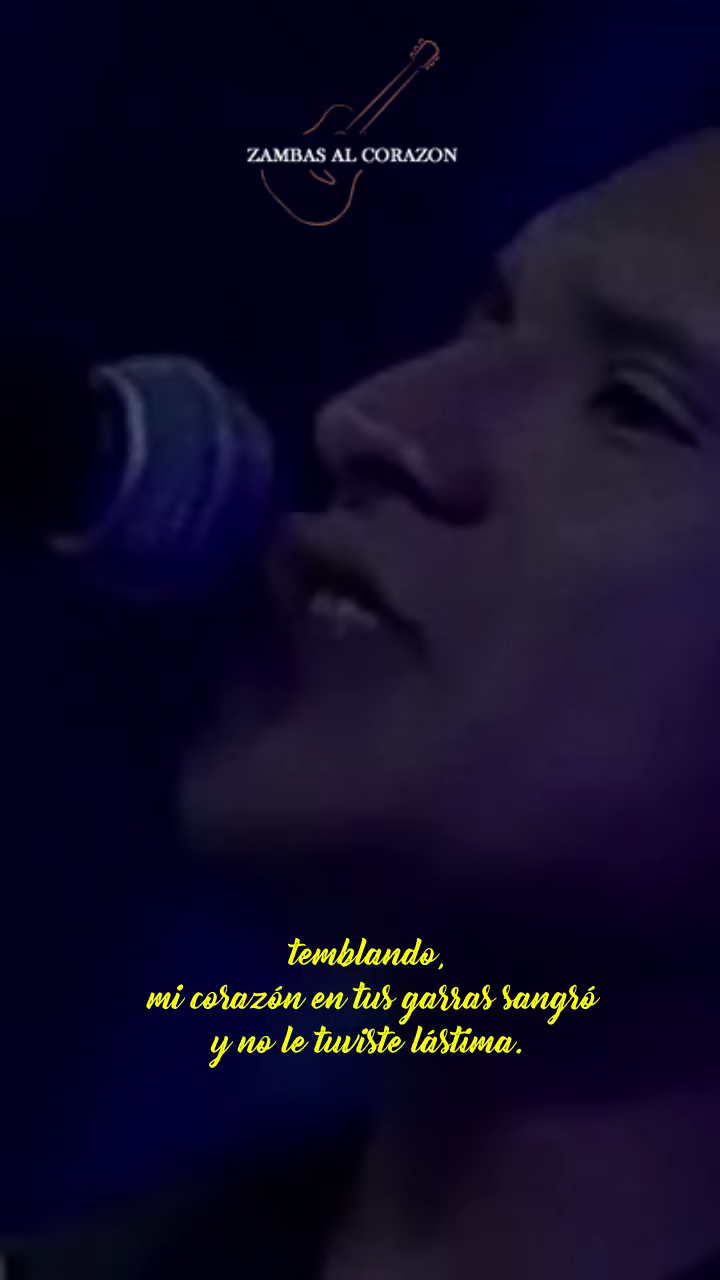 ZAMBAS AL CORAZON
temblando,
mi corazón en tus garras sangró
y no le tuviste lástima.